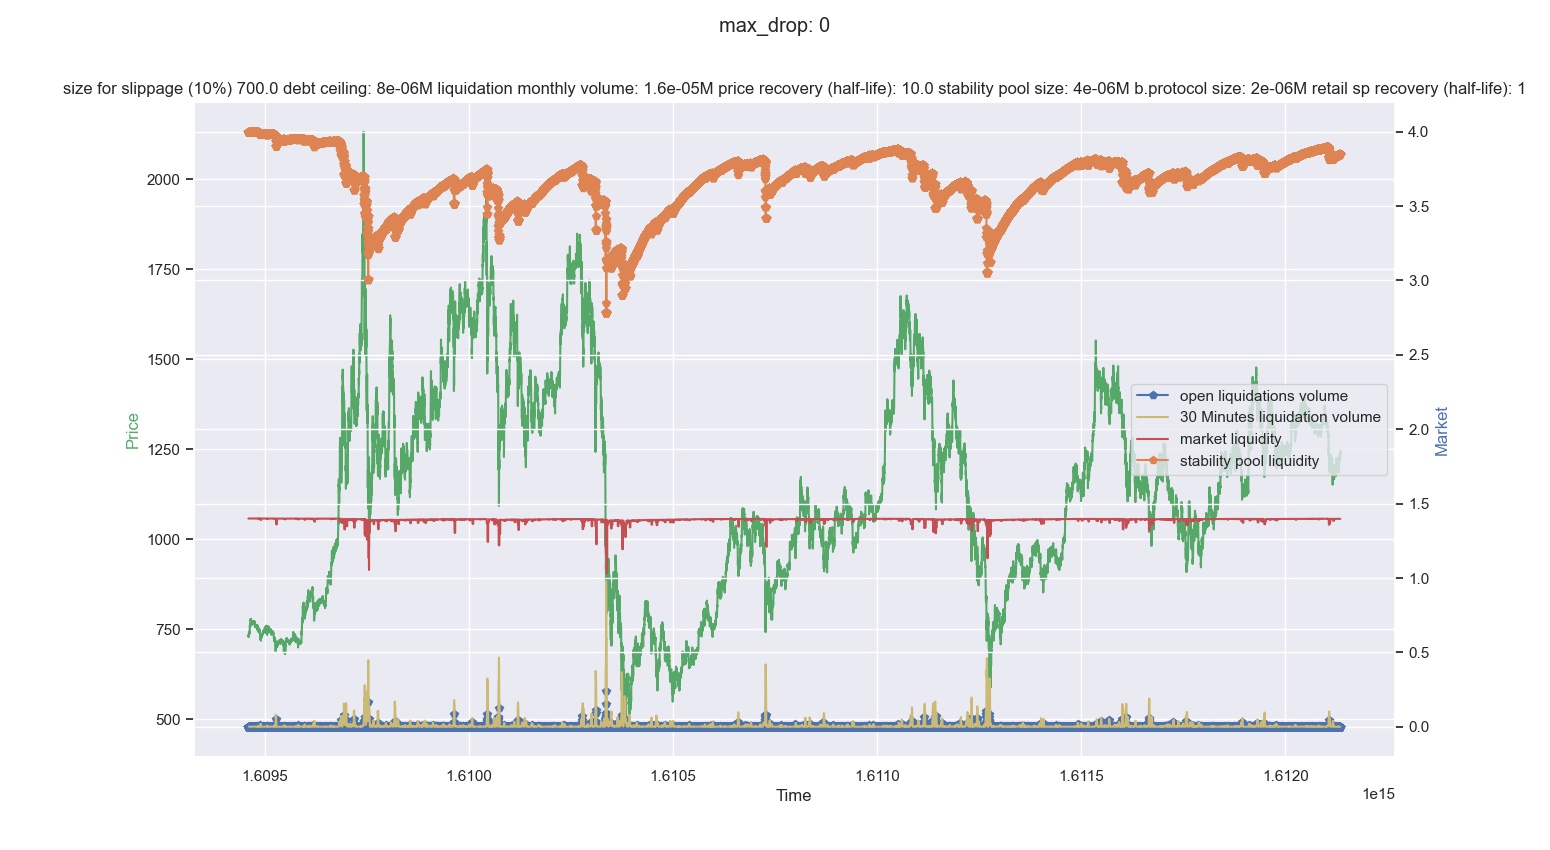 max_drop: 0
size for slippage (10%) 700.0 debt ceiling: 8e-06M liquidation monthly volume: 1.6e-05M price recovery (half-life): 10.0 stability pool size: 4e-06M b.protocol size: 2e-06M retail sp recovery (half-life): 1
4.0
2000
3.5
1750
3.0
1500
2.5
open liquidations volume
30 Minutes liquidation volume
market liquidity
stability pool liquidity
Price
Market
2.0
1250
1.5
1000
1.0
750
0.5
500
0.0
1.6095
1.6100
1.6105
1.6110
1.6115
1.6120
Time
1e15